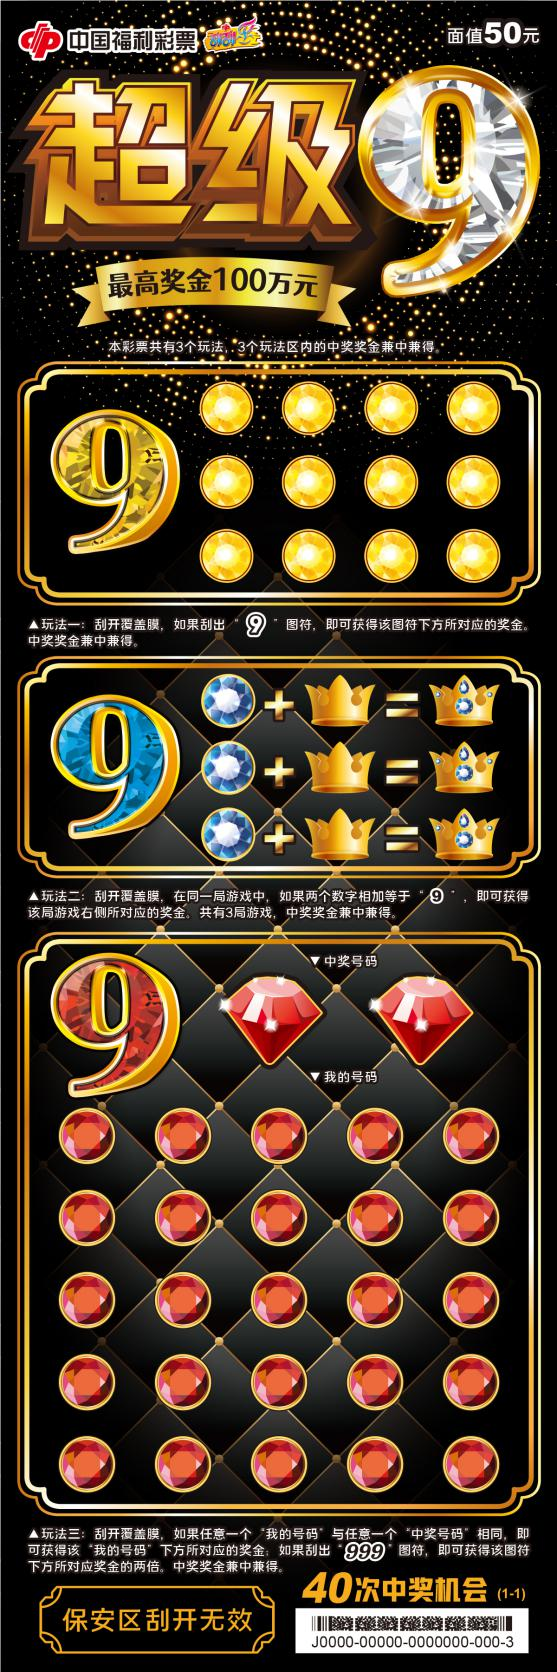 中国福利彩票 刮刮乐
面值50元
超级9
最高奖金100万元
本彩票共有3个玩法，3个玩法区内的中奖奖金兼中兼得。
9
▲玩法一：刮开覆盖膜，如果刮出“9”图符，即可获得该图符下方所对应的奖金。
中奖奖金兼中兼得。
9
+ =
+ =
+ =
▲玩法二：刮开覆盖膜，在同一局游戏中，如果两个数字相加等于“9”，即可获得
该局游戏右侧所对应的奖金。共有3局游戏，中奖奖金兼中兼得。
9
▼中奖号码
▼我的号码
▲玩法三：刮开覆盖膜，如果任意一个“我的号码”与任意一个“中奖号码”相同，即
可获得该“我的号码”下方所对应的奖金；如果刮出“999”图符，即可获得该图符
下方所对应奖金的两倍。中奖奖金兼中兼得。
40次中奖机会 (1-1)
保安区刮开无效
J0000-00000-0000000-000-3